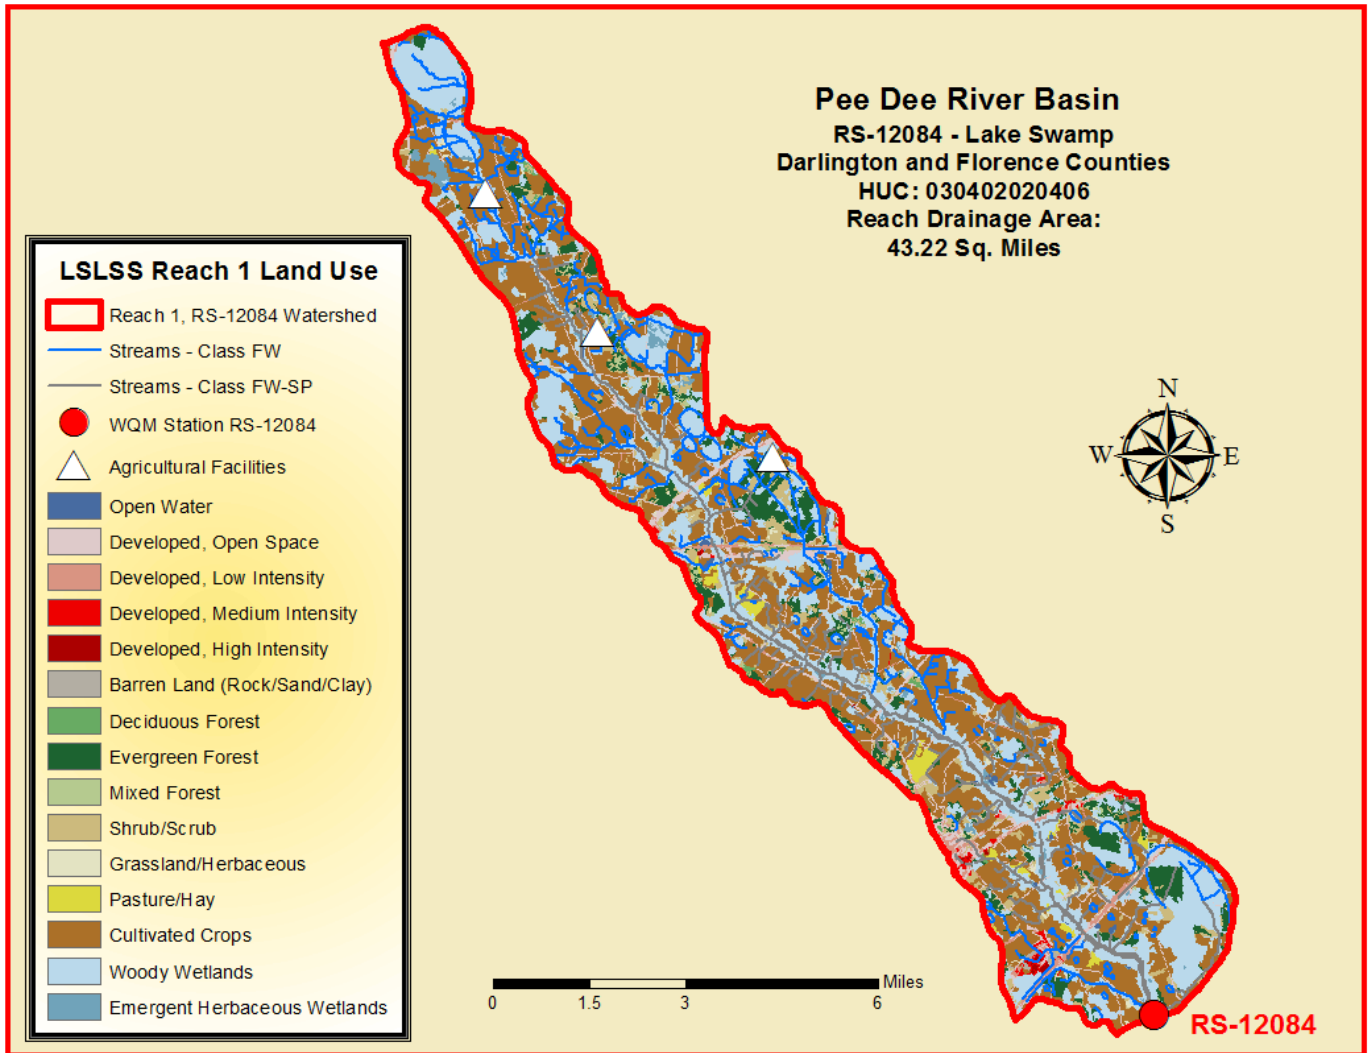 Pee Dee River Basin
RS-12084 - Lake Swamp
Darlington and Florence Counties
HUC: 030402020406
Reach Drainage Area:
43.22 Sq. Miles
LSLSS Reach 1 Land Use
Reach 1, RS-12084 Watershed
Streams - Class FW
Streams - Class FW-SP
WQM Station RS-12084
Agricultural Facilities
Open Water
Developed, Open Space
Developed, Low Intensity
Developed, Medium Intensity
Developed, High Intensity
Barren Land (Rock/Sand/Clay)
Deciduous Forest
Evergreen Forest
Mixed Forest
Shrub/Scrub
Grassland/Herbaceous
Pasture/Hay
Cultivated Crops
Woody Wetlands
Emergent Herbaceous Wetlands
N
W E
S
Miles
0 1.5 3 6
RS-12084